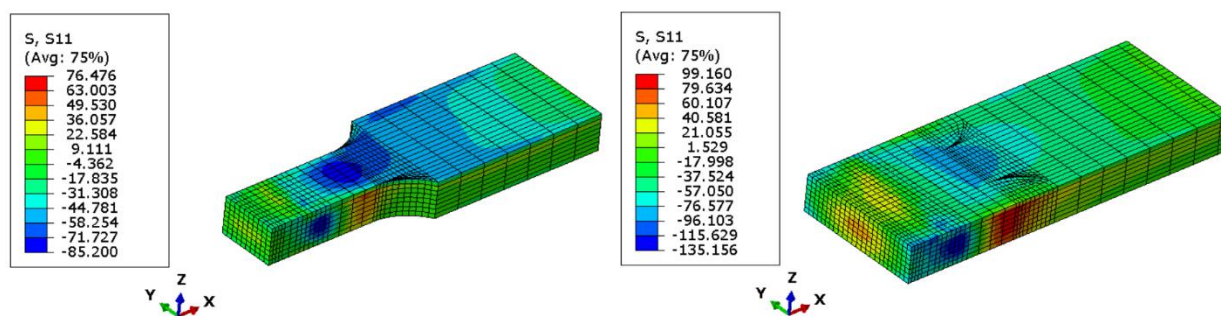 S, S11
(Avg: 75%)
76.476
63.003
49.530
36.057
22.584
9.111
-4.362
-17.835
-31.308
-44.781
-58.254
-71.727
-85.200
Z
Y
X
S, S11
(Avg: 75%)
99.160
79.634
60.107
40.581
21.055
1.529
-17.998
-37.524
-57.050
-76.577
-96.103
-115.629
-135.156
Z
Y
X